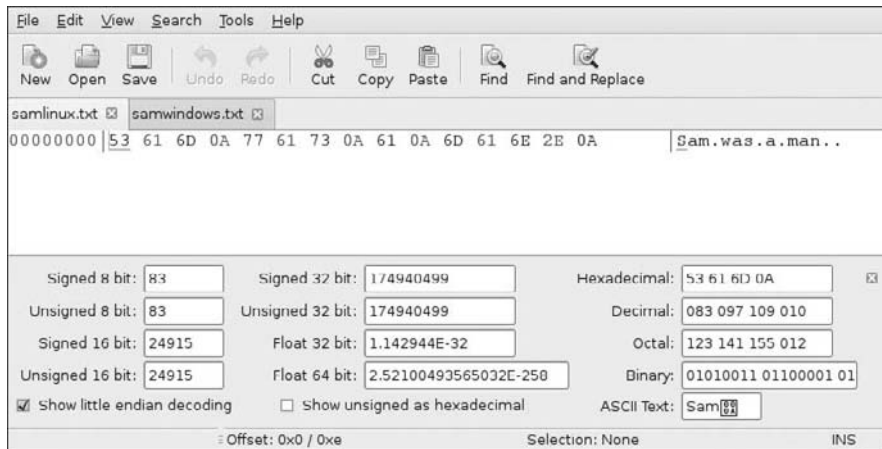 File Edit View Search Tools Help
New Open Save Undo Redo Cut Copy Paste Find Find and Replace
samlinux.txt samwindows.txt
00000000 53 61 6D 0A 77 61 73 0A 61 0A 6D 61 6E 2E 0A Sam.was.a.man..
Signed 8 bit: 83 Signed 32 bit: 174940499 Hexadecimal: 53 61 6D 0A
Unsigned 8 bit: 83 Unsigned 32 bit: 174940499 Decimal: 083 097 109 010
Signed 16 bit: 24915 Float 32 bit: 1.142944E-32 Octal: 123 141 155 012
Unsigned 16 bit: 24915 Float 64 bit: 2.52100493565032E-258 Binary: 01010011 01100001 01
Show little endian decoding Show unsigned as hexadecimal ASCII Text: Sam
Offset: 0x0 / 0xe Selection: None INS